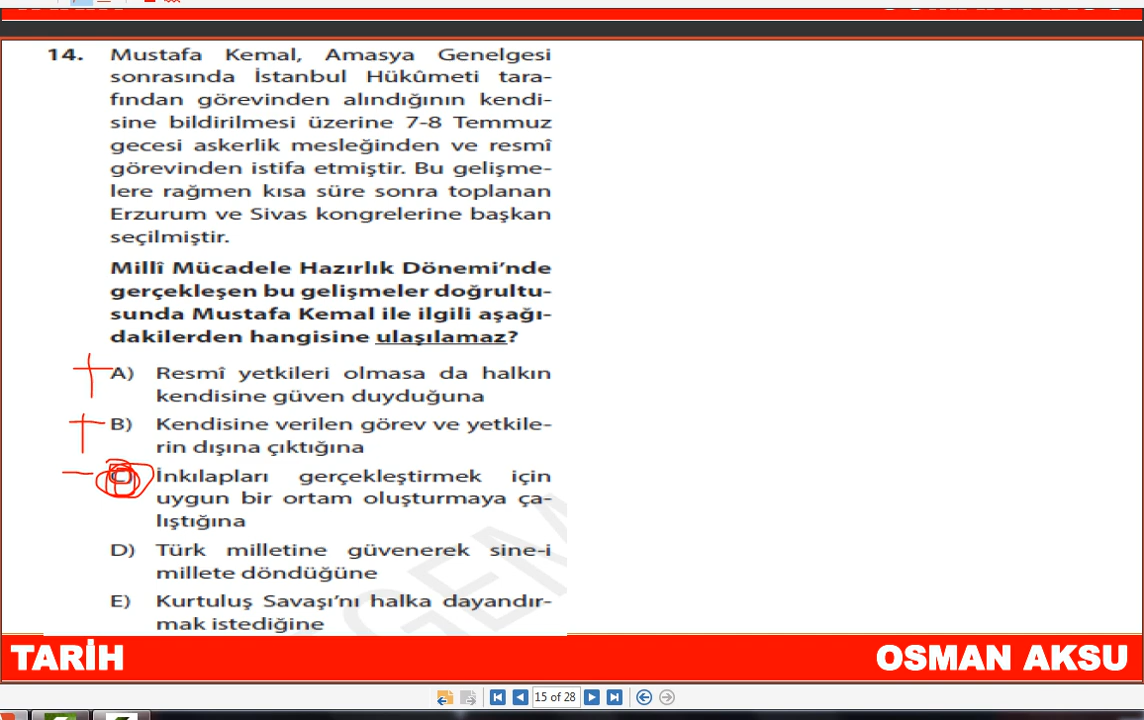 14. Mustafa Kemal, Amasya Genelgesi
sonrasında İstanbul Hükûmeti tara-
fından görevinden alındığının kendi-
sine bildirilmesi üzerine 7-8 Temmuz
gecesi askerlik mesleğinden ve resmî
görevinden istifa etmiştir. Bu gelişme-
lere rağmen kısa süre sonra toplanan
Erzurum ve Sivas kongrelerine başkan
seçilmiştir.
Millî Mücadele Hazırlık Dönemi’nde
gerçekleşen bu gelişmeler doğrultu-
sunda Mustafa Kemal ile ilgili aşağı-
dakilerden hangisine ulaşılamaz?
A) Resmî yetkileri olmasa da halkın
kendisine güven duyduğuna
B) Kendisine verilen görev ve yetkile-
rin dışına çıktığına
C) İnkılapları gerçekleştirmek için
uygun bir ortam oluşturmaya ça-
lıştığına
D) Türk milletine güvenerek sine-i
millete döndüğüne
E) Kurtuluş Savaşı’nı halka dayandır-
mak istediğine
TARİH
OSMAN AKSU
15 of 28